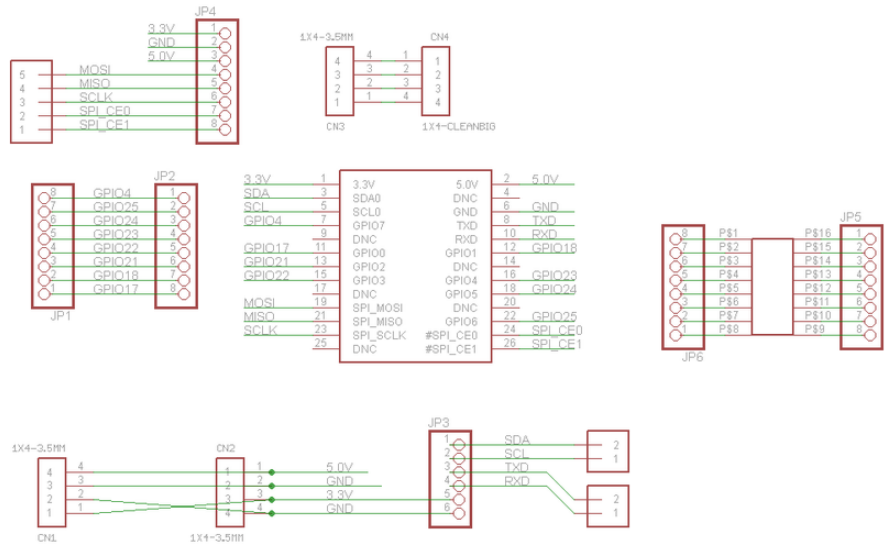 JP4
3.3V 1
GND 2
5.0V 3
5 MOSI 4
4 MISO 5
3 SCLK 6
2 SPI_CE0 7
1 SPI_CE1 8
1X4-3.5MM CN4
4 4 1 1
3 3 2 2
2 2 3 3
1 1 4 4
CN3 1X4-CLEANBIG
JP2
8 GPIO4 1
7 GPIO25 2
6 GPIO24 3
5 GPIO23 4
4 GPIO22 5
3 GPIO21 6
2 GPIO18 7
1 GPIO17 8
JP1
3.3V 1 3.3V 5.0V 2 5.0V
SDA 3 SDA0 DNC 4
SCL 5 SCL0 GND 6 GND
GPIO4 7 GPIO7 TXD 8 TXD
9 DNC RXD 10 RXD
GPIO17 11 GPIO0 GPIO1 12 GPIO18
GPIO21 13 GPIO2 DNC 14
GPIO22 15 GPIO3 GPIO4 16 GPIO23
17 DNC GPIO5 18 GPIO24
MOSI 19 SPI_MOSI DNC 20
MISO 21 SPI_MISO GPIO6 22 GPIO25
SCLK 23 SPI_SCLK #SPI_CE0 24 SPI_CE0
25 DNC #SPI_CE1 26 SPI_CE1
JP5
8 P$1 P$16 1
7 P$2 P$15 2
6 P$3 P$14 3
5 P$4 P$13 4
4 P$5 P$12 5
3 P$6 P$11 6
2 P$7 P$10 7
1 P$8 P$9 8
JP6
1X4-3.5MM CN2
4 4 1 1 5.0V
3 3 2 2 GND
2 2 3 3 3.3V
1 1 4 4 GND
CN1 1X4-3.5MM
JP3
1 SDA 2
2 SCL 1
3 TXD 2
4 RXD 1
5
6